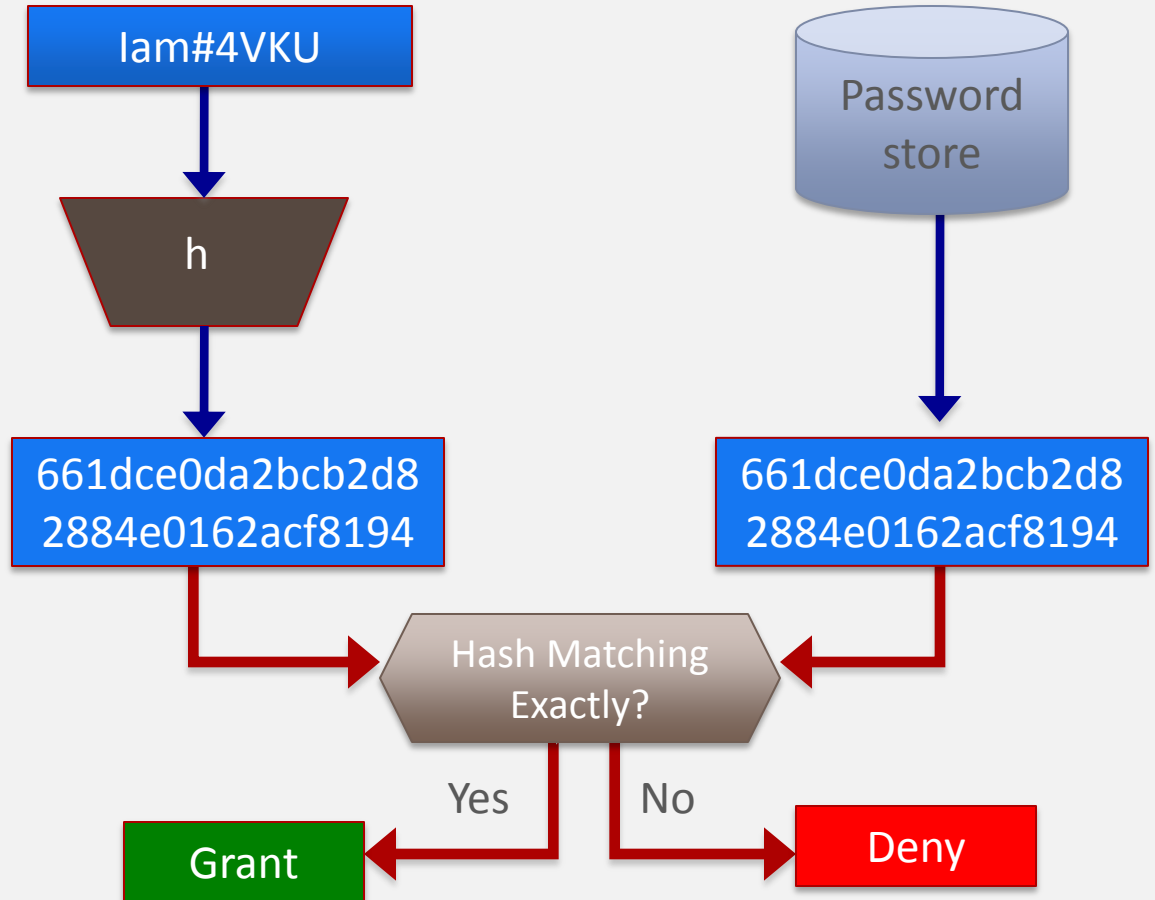 Iam#4VKU
Password
store
h
661dce0da2bcb2d8
2884e0162acf8194
661dce0da2bcb2d8
2884e0162acf8194
Hash Matching
Exactly?
Yes
No
Grant
Deny